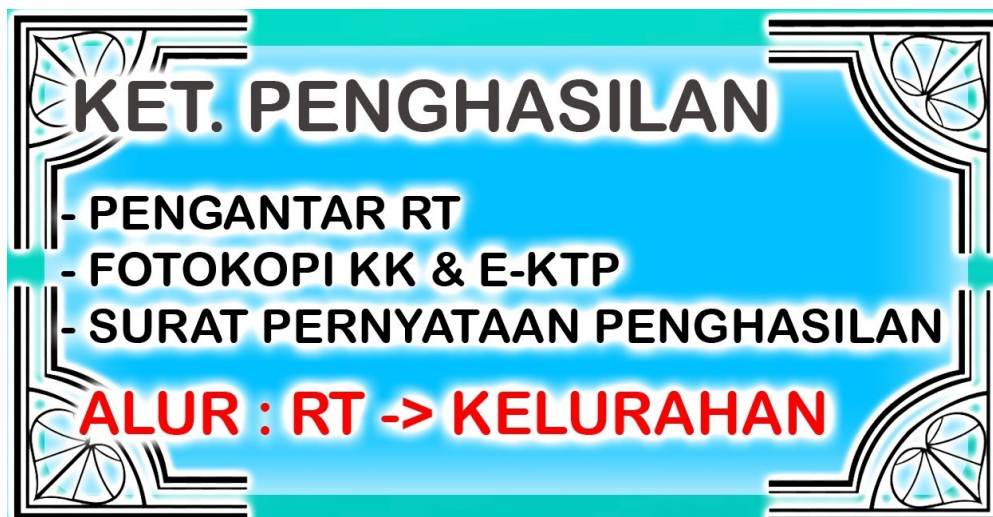 KET. PENGHASILAN
- PENGANTAR RT
- FOTOKOPI KK & E-KTP
- SURAT PERNYATAAN PENGHASILAN
ALUR : RT -> KELURAHAN